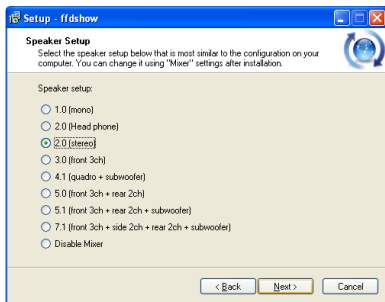 Setup - ffdshow
Speaker Setup
Select the speaker setup below that is most similar to the configuration on your
computer. You can change it using "Mixer" settings after installation.
Speaker setup:
1.0 (mono)
2.0 (Head phone)
2.0 (stereo)
3.0 (front 3ch)
4.1 (quadro + subwoofer)
5.0 (front 3ch + rear 2ch)
5.1 (front 3ch + rear 2ch + subwoofer)
7.1 (front 3ch + side 2ch + rear 2ch + subwoofer)
Disable Mixer
< Back Next > Cancel